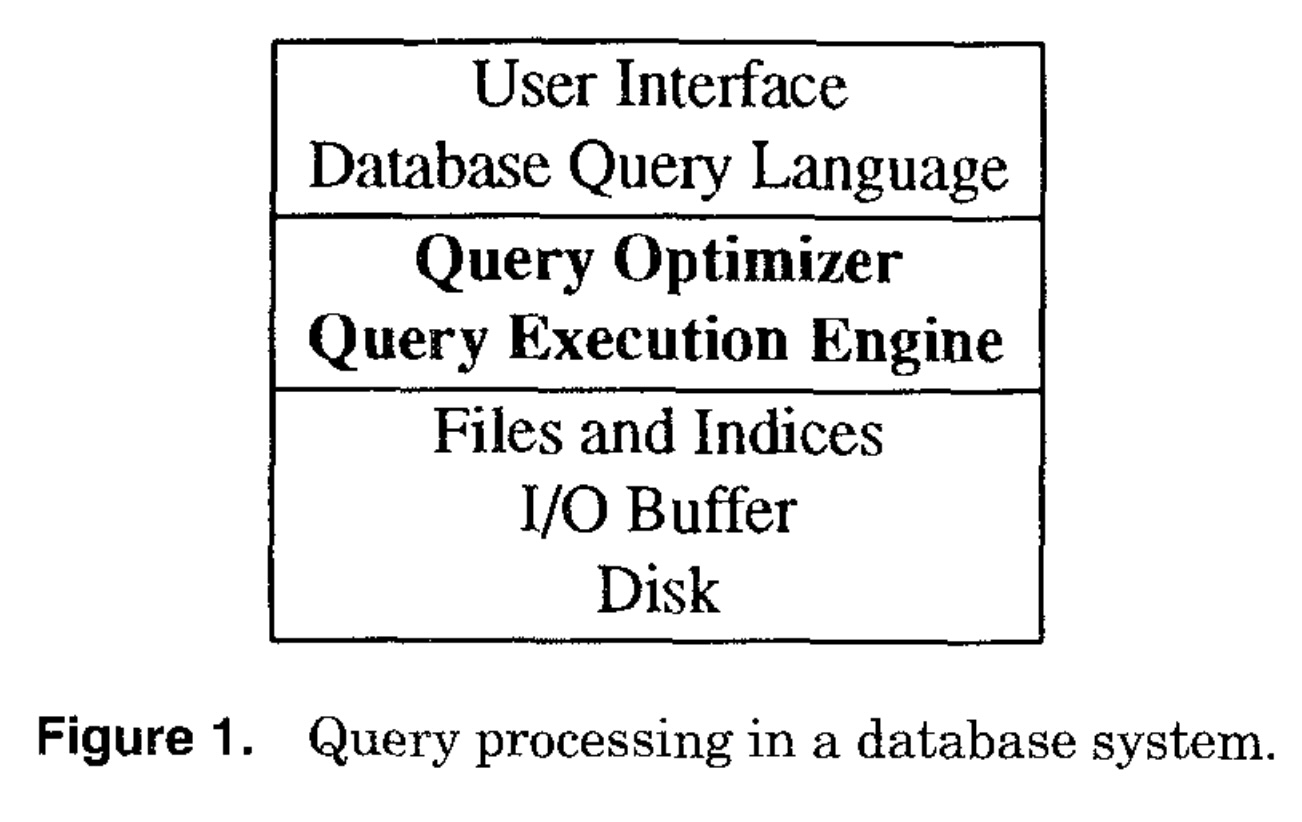 User Interface
Database Query Language
Query Optimizer
Query Execution Engine
Files and Indices
I/O Buffer
Disk
Figure 1. Query processing in a database system.